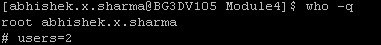 [abhishek.x.sharma@BG3DV105 Module4]$ who -q
root abhishek.x.sharma
# users=2